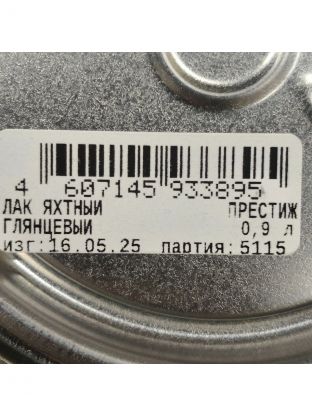 4 607145 933895
ЛАК ЯХТНЫЙ ПРЕСТИЖ
ГЛЯНЦЕВЫЙ 0,9 л
изг:16.05.25 партия:5115